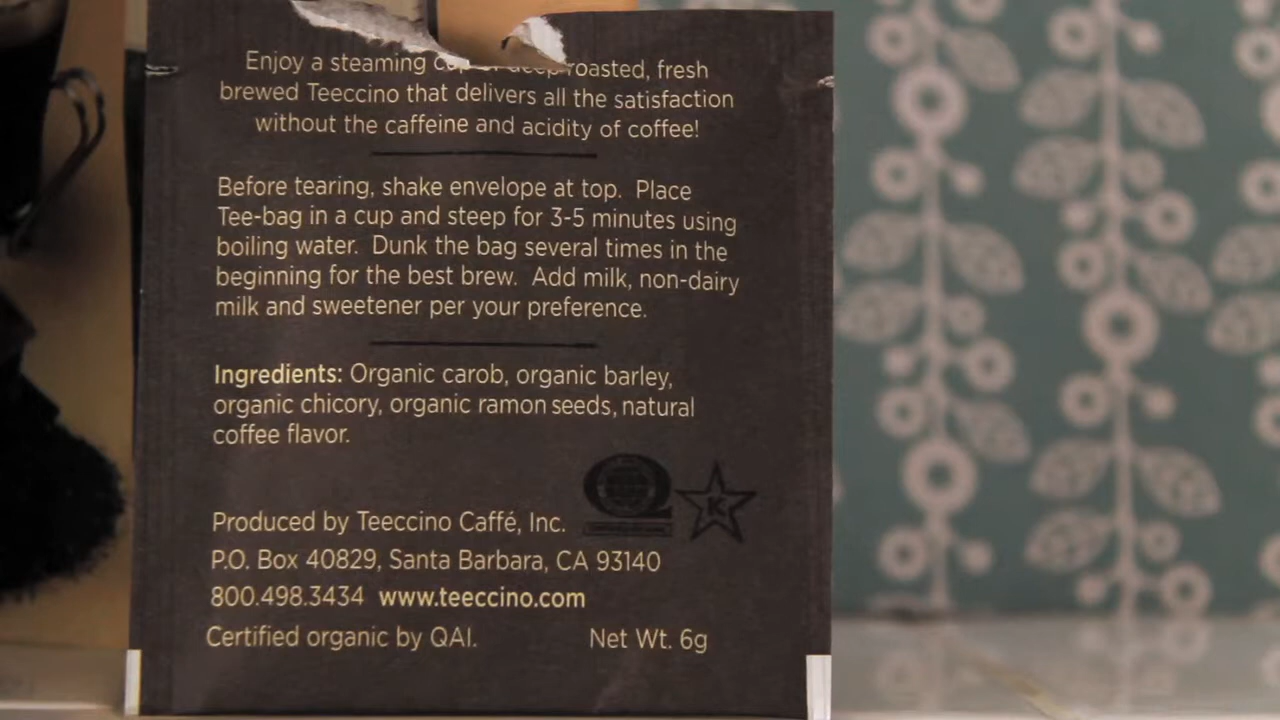 Enjoy a steaming cup of deep roasted, fresh
brewed Teeccino that delivers all the satisfaction
without the caffeine and acidity of coffee!
Before tearing, shake envelope at top. Place
Tee-bag in a cup and steep for 3-5 minutes using
boiling water. Dunk the bag several times in the
beginning for the best brew. Add milk, non-dairy
milk and sweetener per your preference.
Ingredients: Organic carob, organic barley,
organic chicory, organic ramon seeds, natural
coffee flavor.
Q
K
Produced by Teeccino Caffé, Inc.
P.O. Box 40829, Santa Barbara, CA 93140
800.498.3434 www.teeccino.com
Certified organic by QAI. Net Wt. 6g